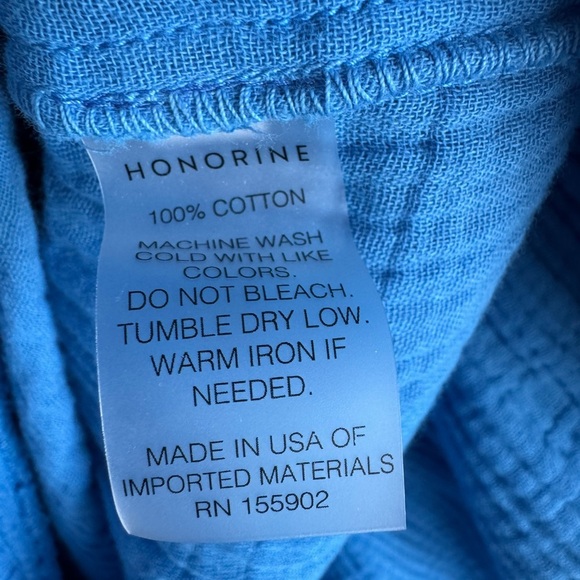 HONORINE
100% COTTON
MACHINE WASH
COLD WITH LIKE
COLORS.
DO NOT BLEACH.
TUMBLE DRY LOW.
WARM IRON IF
NEEDED.
MADE IN USA OF
IMPORTED MATERIALS
RN 155902